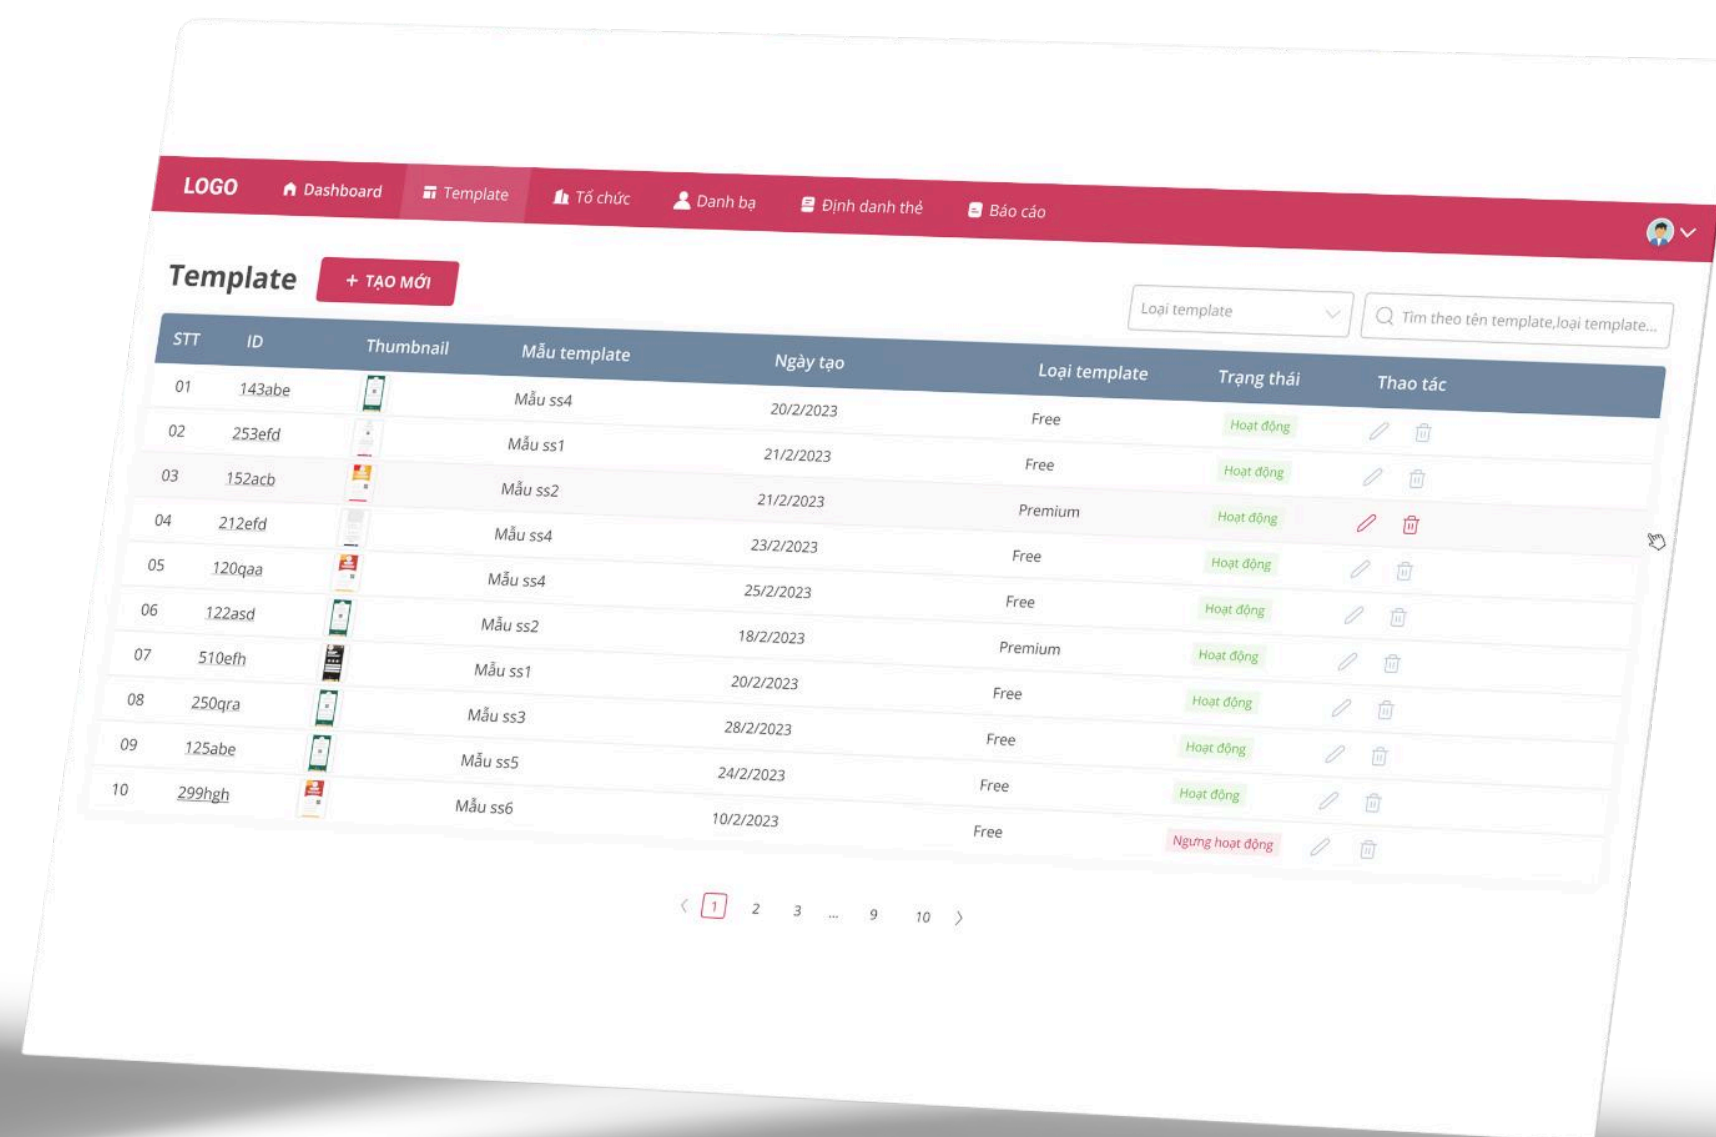 LOGO Dashboard Template Tổ chức Danh bạ Định danh thẻ Báo cáo
Template + TẠO MỚI Loại template Tìm theo tên template,loại template...
STT ID Thumbnail Mẫu template Ngày tạo Loại template Trạng thái Thao tác
01 143abe Mẫu ss4 20/2/2023 Free Hoạt động
02 253efd Mẫu ss1 21/2/2023 Free Hoạt động
03 152acb Mẫu ss2 21/2/2023 Premium Hoạt động
04 212efd Mẫu ss4 23/2/2023 Free Hoạt động
05 120qaa Mẫu ss4 25/2/2023 Free Hoạt động
06 122asd Mẫu ss2 18/2/2023 Premium Hoạt động
07 510efh Mẫu ss1 20/2/2023 Free Hoạt động
08 250qra Mẫu ss3 28/2/2023 Free Hoạt động
09 125abe Mẫu ss5 24/2/2023 Free Hoạt động
10 299hgh Mẫu ss6 10/2/2023 Free Ngưng hoạt động
1 2 3 ... 9 10